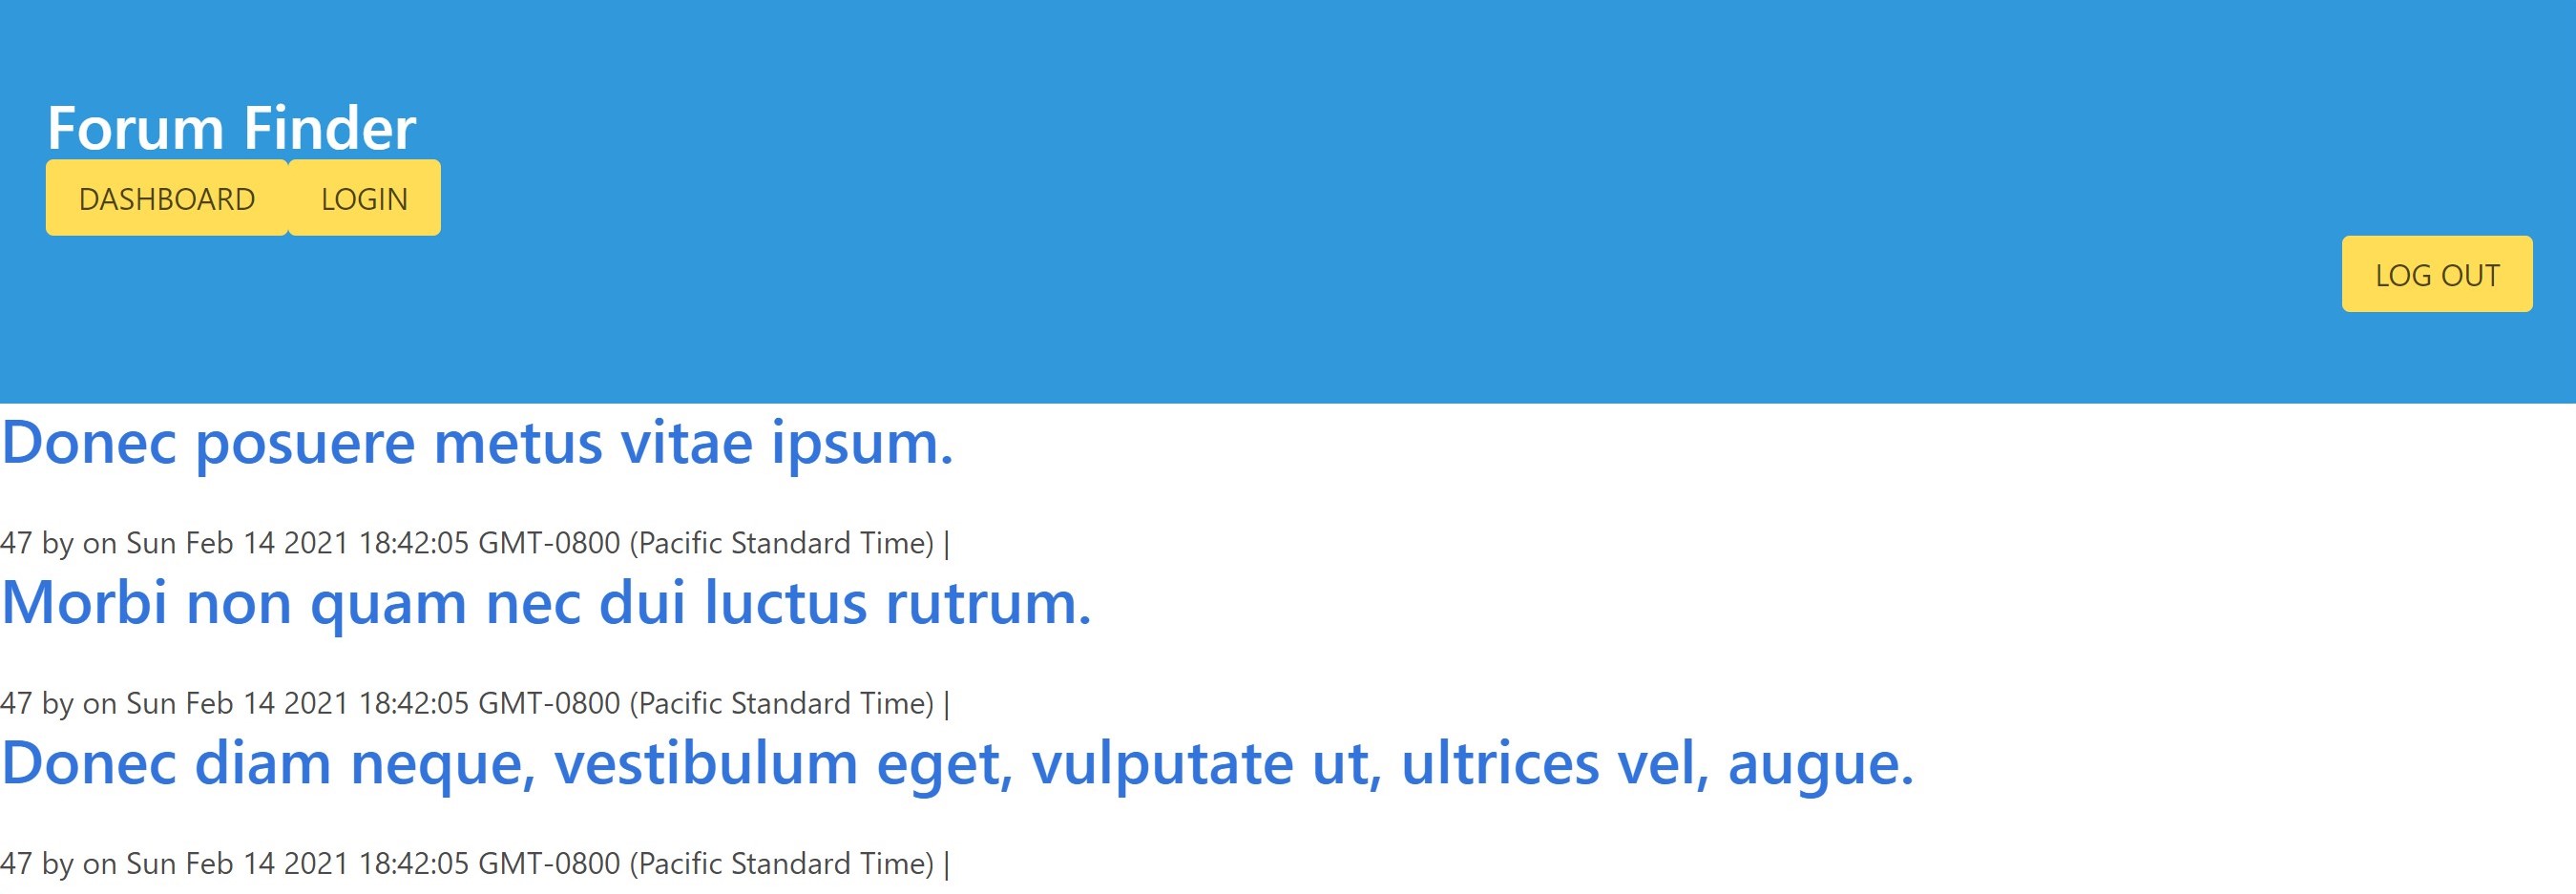 Forum Finder
DASHBOARD LOGIN
LOG OUT
Donec posuere metus vitae ipsum.
47 by on Sun Feb 14 2021 18:42:05 GMT-0800 (Pacific Standard Time) |
Morbi non quam nec dui luctus rutrum.
47 by on Sun Feb 14 2021 18:42:05 GMT-0800 (Pacific Standard Time) |
Donec diam neque, vestibulum eget, vulputate ut, ultrices vel, augue.
47 by on Sun Feb 14 2021 18:42:05 GMT-0800 (Pacific Standard Time) |